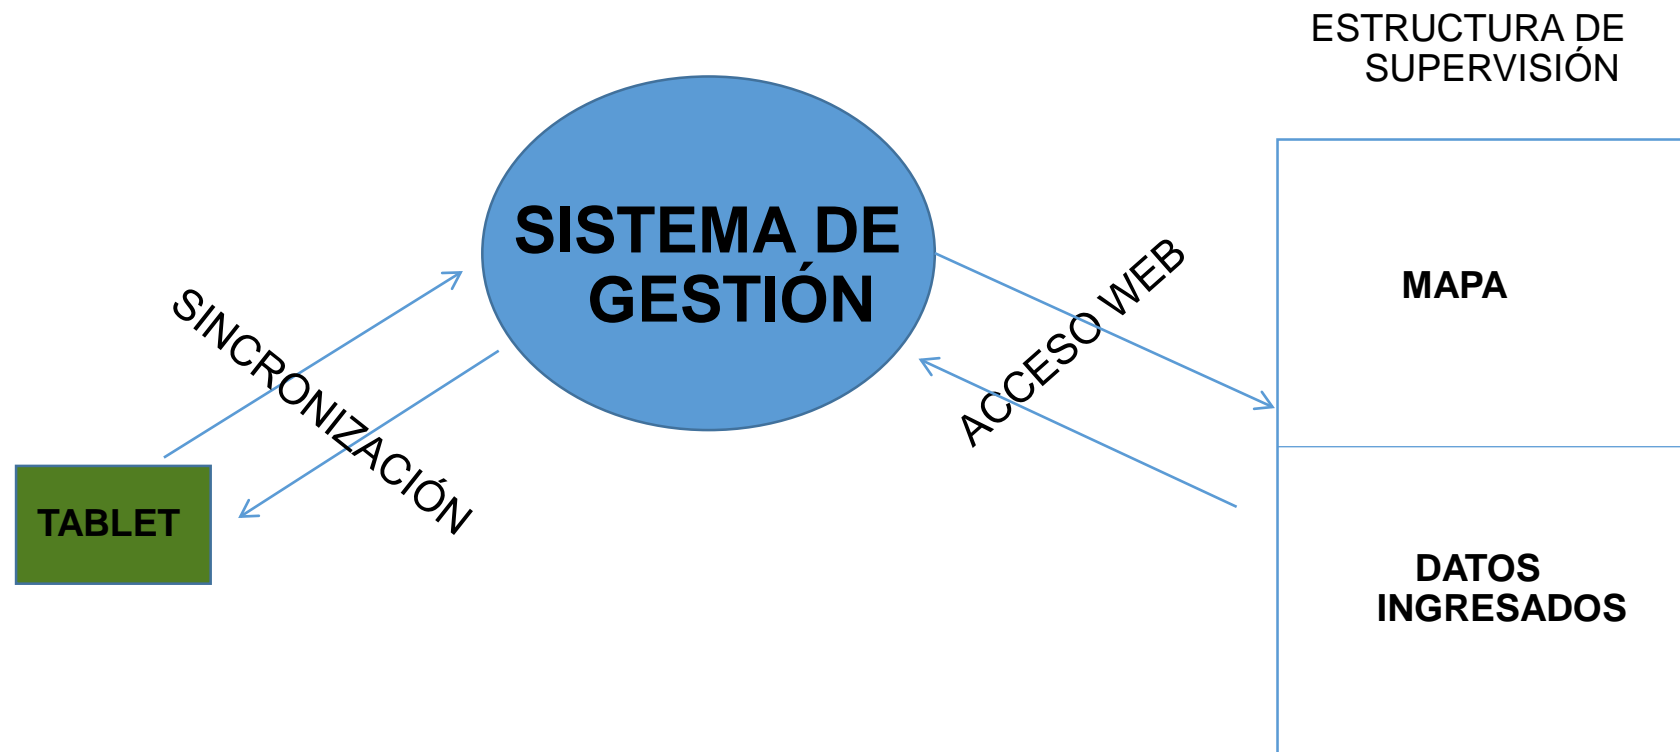 ESTRUCTURA DE
SUPERVISIÓN
SISTEMA DE
GESTIÓN
SINCRONIZACIÓN
ACCESO WEB
MAPA
TABLET
DATOS
INGRESADOS